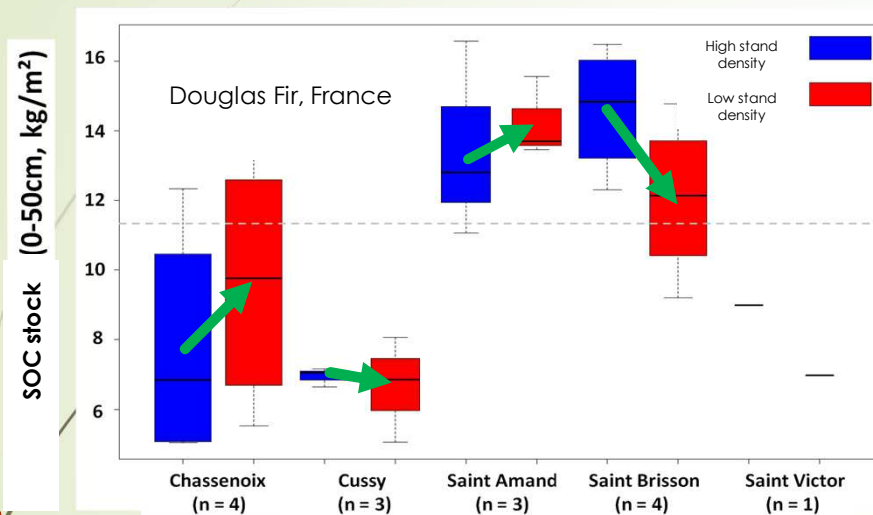 SOC stock (0-50cm, kg/m²)
16
14
12
10
8
6
Douglas Fir, France
High stand
density
Low stand
density
Chassenoix
(n = 4)
Cussy
(n = 3)
Saint Amand
(n = 3)
Saint Brisson
(n = 4)
Saint Victor
(n = 1)